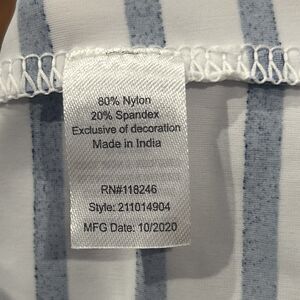 80% Nylon
20% Spandex
Exclusive of decoration
Made in India
RN#118246
Style: 211014904
MFG Date: 10/2020